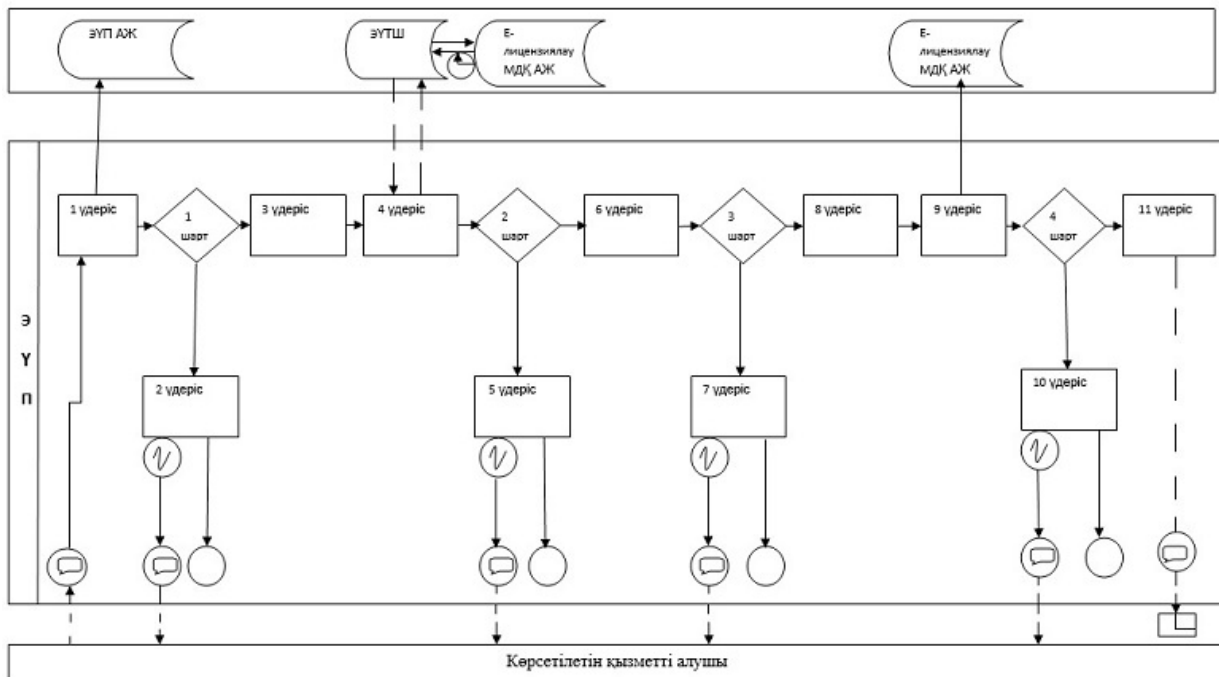 ЭҮП АЖ
ЭҮТШ
Е-
лицензиялау
МДҚ АЖ
Е-
лицензиялау
МДҚ АЖ
1 үдеріс
1
шарт
3 үдеріс
4 үдеріс
2
шарт
6 үдеріс
3
шарт
8 үдеріс
9 үдеріс
4
шарт
11 үдеріс
Э
Ү
П
2 үдеріс
5 үдеріс
7 үдеріс
10 үдеріс
Көрсетілетін қызметті алушы